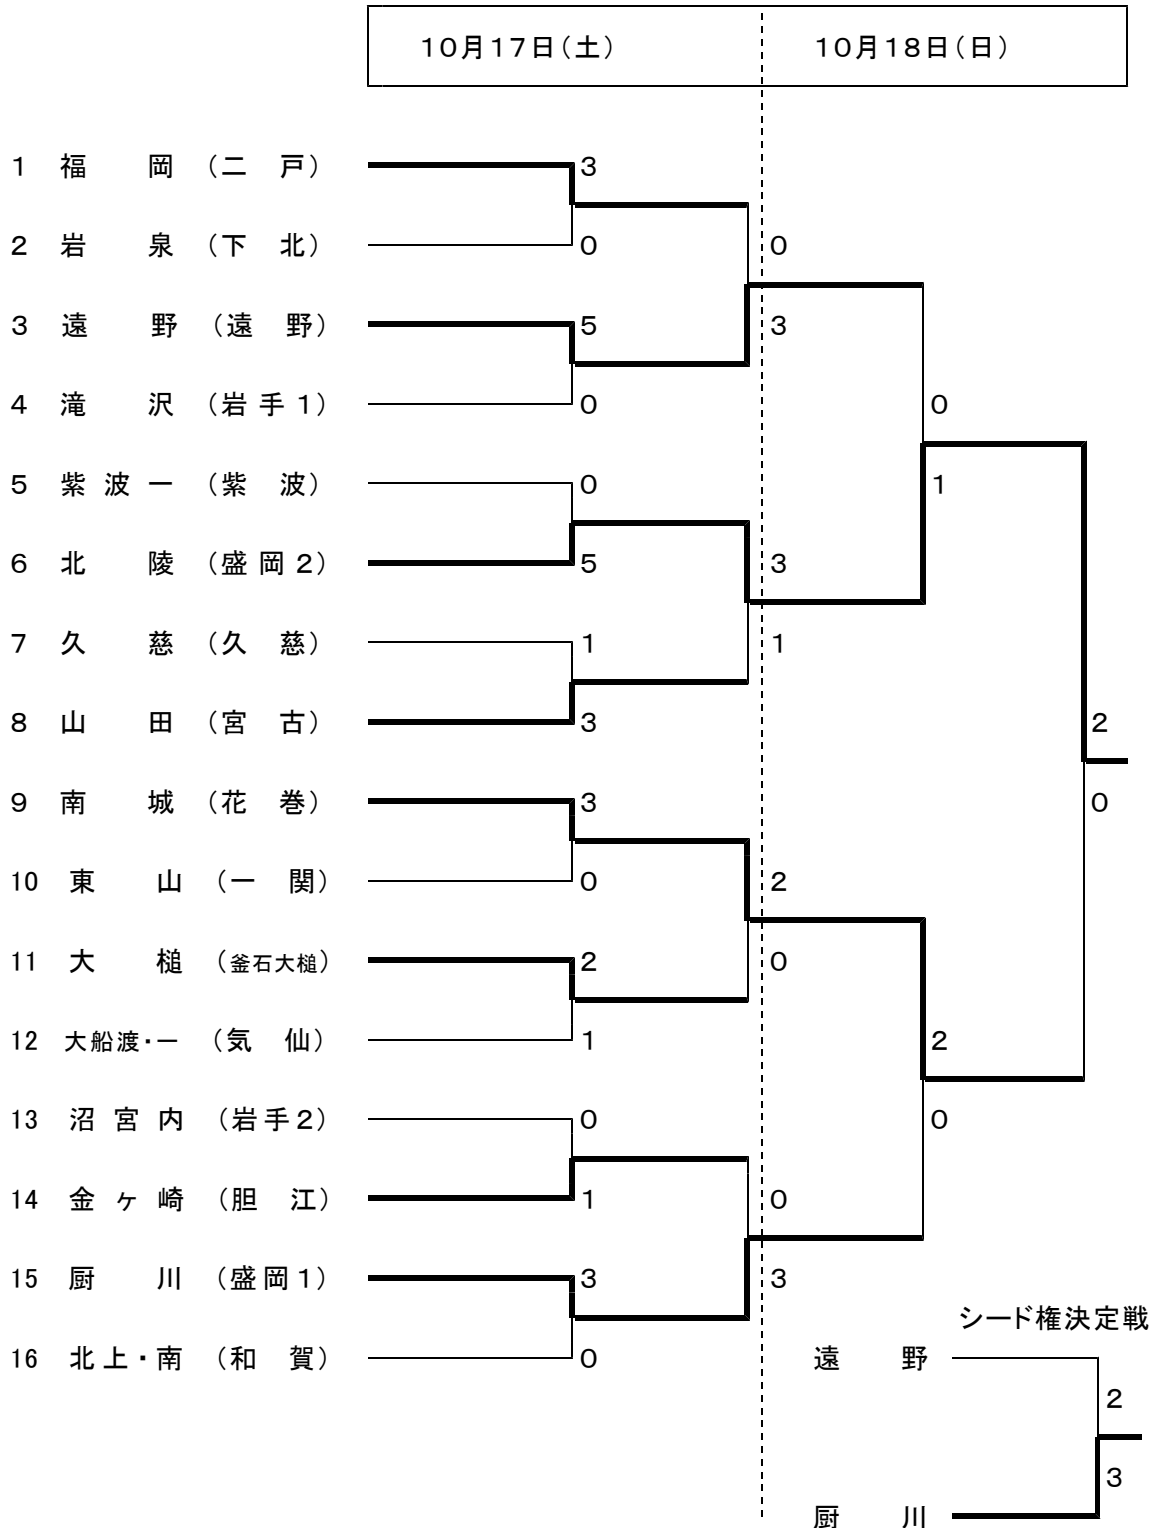 10月17日(土) 10月18日(日)
1 福 岡 (二 戸) 3
2 岩 泉 (下 北) 0 0
3 遠 野 (遠 野) 5 3
4 滝 沢 (岩手1) 0 0
5 紫波一 (紫 波) 0 1
6 北 陵 (盛岡2) 5 3
7 久 慈 (久 慈) 1 1
8 山 田 (宮 古) 3 2
9 南 城 (花 巻) 3 0
10 東 山 (一 関) 0 2
11 大 槌 (釜石大槌) 2 0
12 大船渡・一 (気 仙) 1 2
13 沼宮内 (岩手2) 0 0
14 金ヶ崎 (胆 江) 1 0
15 厨 川 (盛岡1) 3 3
シード権決定戦
16 北上・南 (和 賀) 0 遠 野
2
3
厨 川